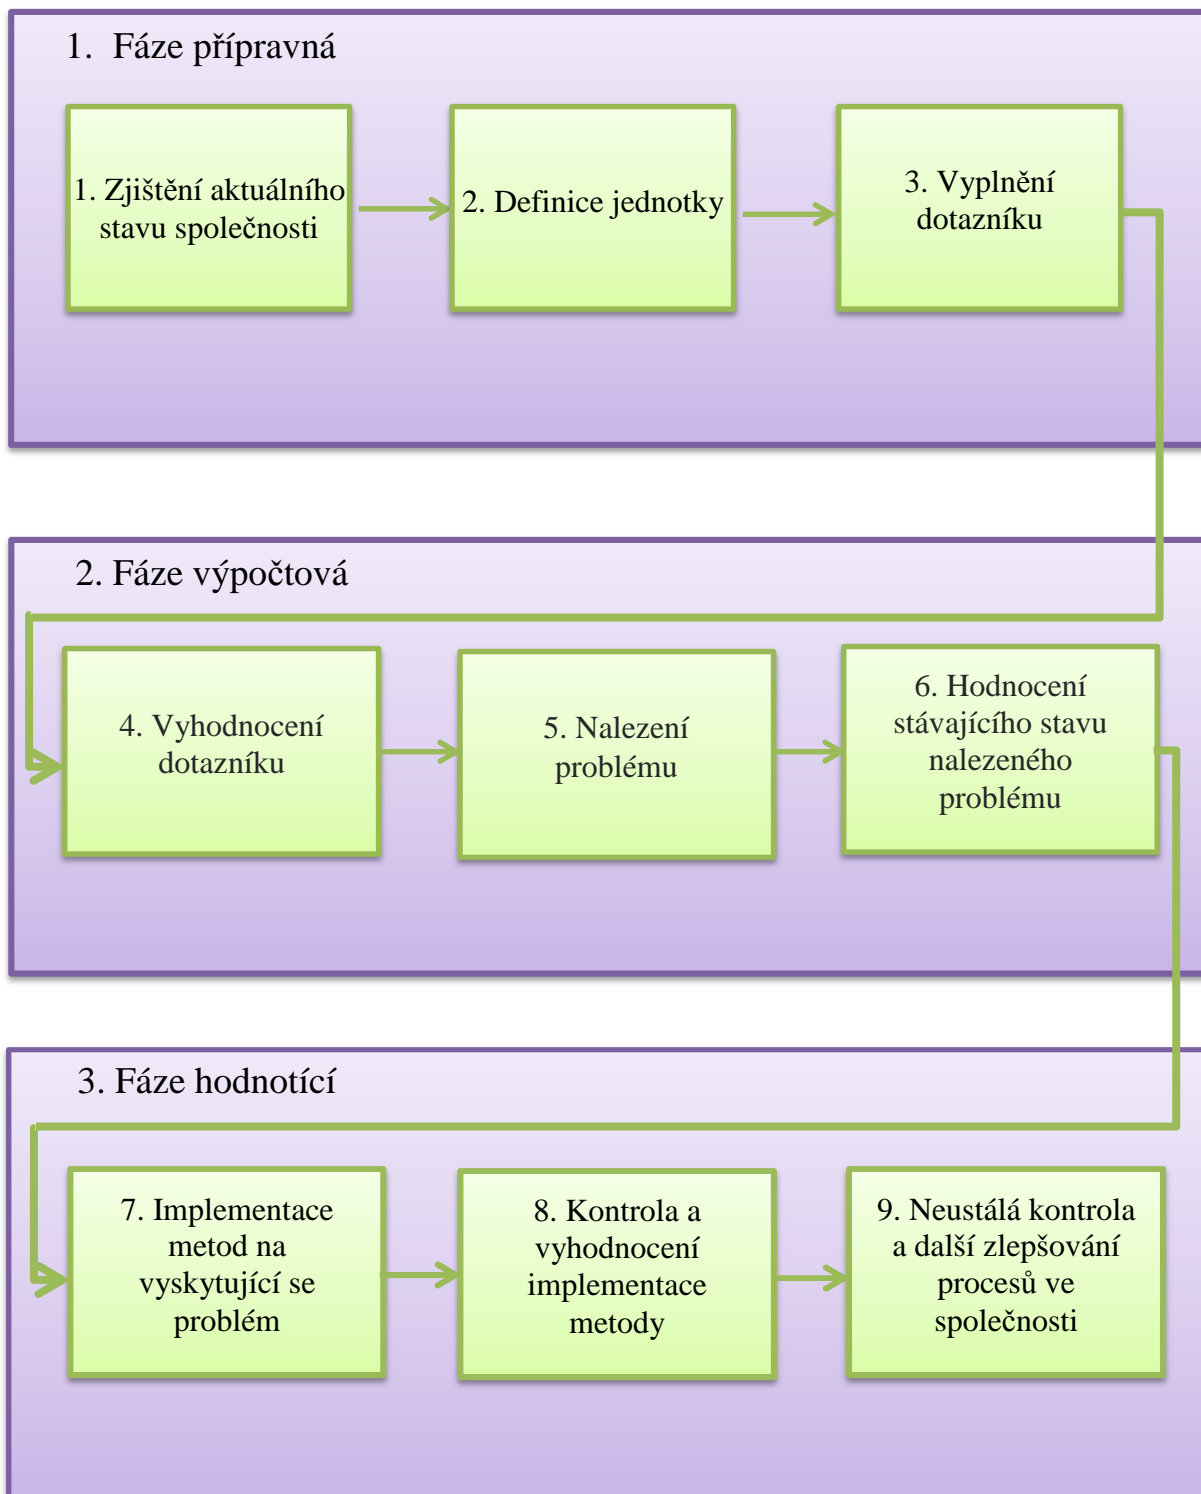 1. Fáze přípravná
1. Zjištění aktuálního
stavu společnosti
2. Definice jednotky
3. Vyplnění
dotazníku
2. Fáze výpočtová
4. Vyhodnocení
dotazníku
5. Nalezení
problému
6. Hodnocení
stávajícího stavu
nalezeného
problému
3. Fáze hodnotící
7. Implementace
metod na
vyskytující se
problém
8. Kontrola a
vyhodnocení
implementace
metody
9. Neustálá kontrola
a další zlepšování
procesů ve
společnosti